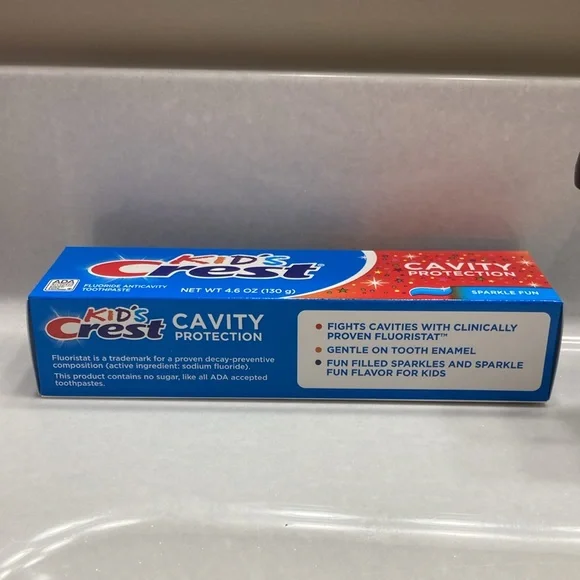 KID'S
Crest
CAVITY
PROTECTION
ADA
FLUORIDE ANTICAVITY
TOOTHPASTE
NET WT 4.6 OZ (130 g)
SPARKLE FUN
KID'S
Crest
CAVITY
PROTECTION
Fluoristat is a trademark for a proven decay-preventive
composition (active ingredient: sodium fluoride).
This product contains no sugar, like all ADA accepted
toothpastes.
• FIGHTS CAVITIES WITH CLINICALLY
PROVEN FLUORISTAT™
• GENTLE ON TOOTH ENAMEL
• FUN FILLED SPARKLES AND SPARKLE
FUN FLAVOR FOR KIDS